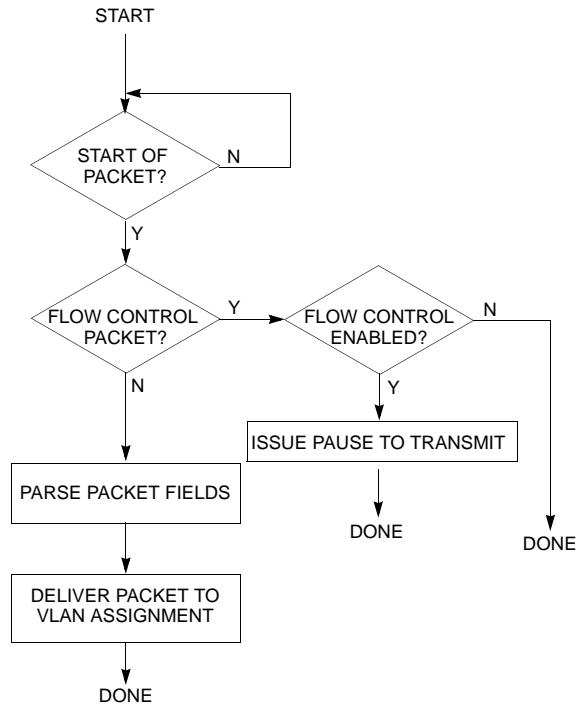 START
START OF
PACKET?
N
Y
FLOW CONTROL
PACKET?
Y
N
FLOW CONTROL
ENABLED?
N
Y
ISSUE PAUSE TO TRANSMIT
DONE
DONE
PARSE PACKET FIELDS
DELIVER PACKET TO
VLAN ASSIGNMENT
DONE